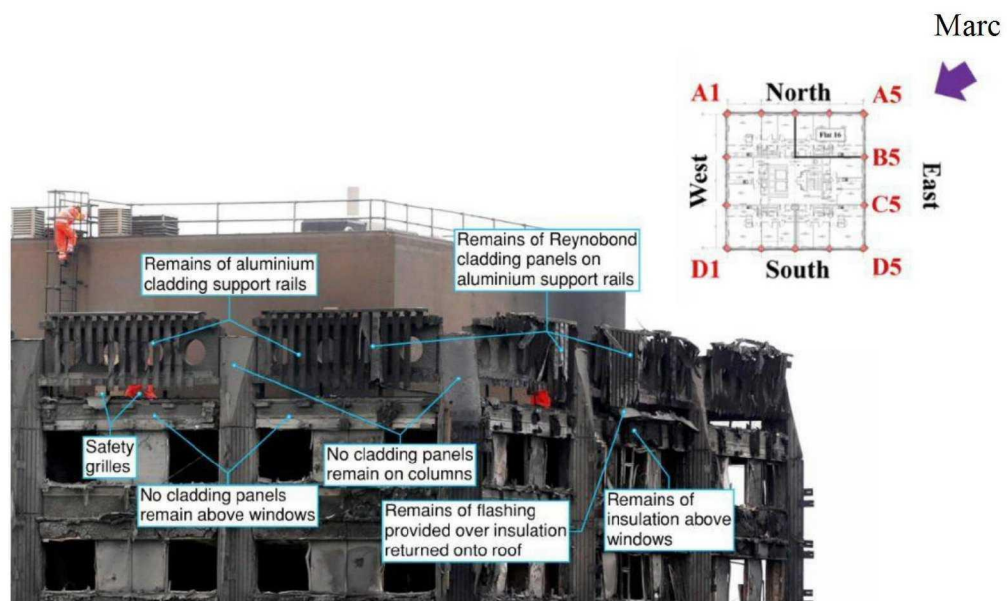 Marc
A1
North
A5
Flat 16
B5
West
East
C5
D1
South
D5
Remains of aluminium
cladding support rails
Remains of Reynobond
cladding panels on
aluminium support rails
Safety
grilles
No cladding panels
remain above windows
No cladding panels
remain on columns
Remains of flashing
provided over insulation
returned onto roof
Remains of
insulation above
windows